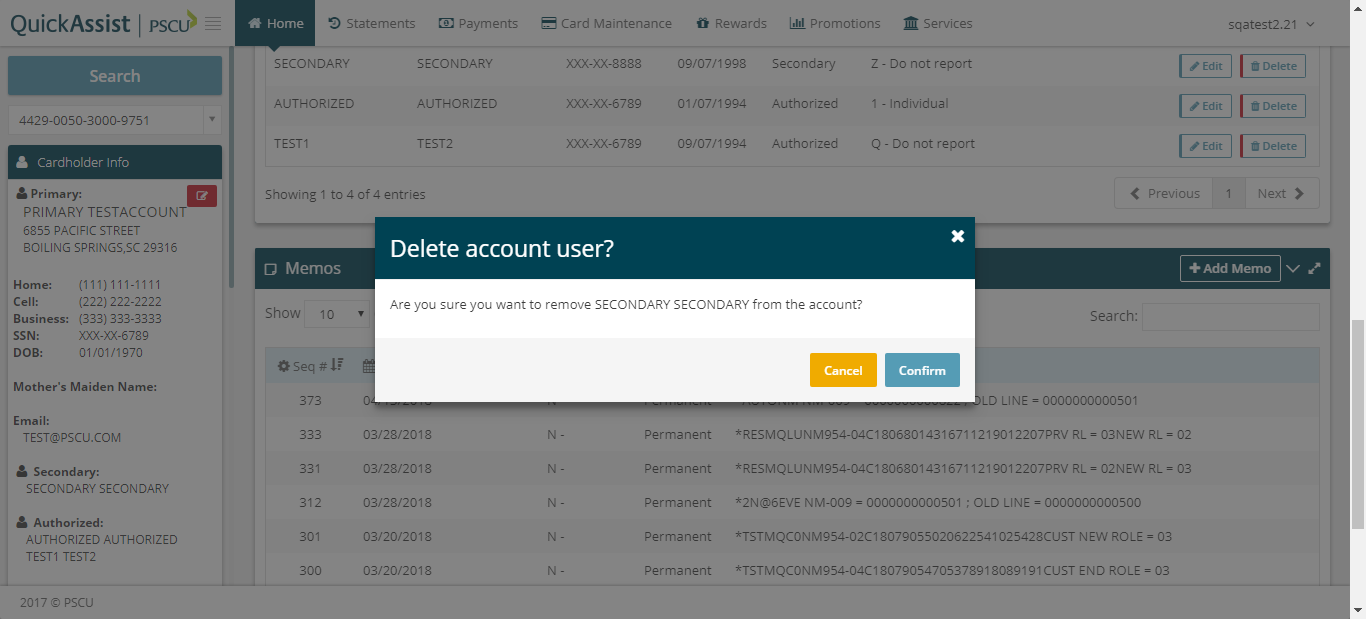 QuickAssist | PSCU
Home Statements Payments Card Maintenance Rewards Promotions Services sqatest2.21
Search
4429-0050-3000-9751
Cardholder Info
Primary:
PRIMARY TESTACCOUNT
6855 PACIFIC STREET
BOILING SPRINGS,SC 29316
Home: (111) 111-1111
Cell: (222) 222-2222
Business: (333) 333-3333
SSN: XXX-XX-6789
DOB: 01/01/1970
Mother's Maiden Name:
Email:
TEST@PSCU.COM
Secondary:
SECONDARY SECONDARY
Authorized:
AUTHORIZED AUTHORIZED
TEST1 TEST2
SECONDARY SECONDARY XXX-XX-8888 09/07/1998 Secondary Z - Do not report Edit Delete
AUTHORIZED AUTHORIZED XXX-XX-6789 01/07/1994 Authorized 1 - Individual Edit Delete
TEST1 TEST2 XXX-XX-6789 09/07/1994 Authorized Q - Do not report Edit Delete
Showing 1 to 4 of 4 entries Previous 1 Next
Delete account user?
Are you sure you want to remove SECONDARY SECONDARY from the account?
Cancel Confirm
Memos Add Memo
Show 10 Search:
Seq #
373 2018 N - Permanent OLD LINE = 0000000000501
333 03/28/2018 N - Permanent *RESMQLUNM954-04C18068014316711219012207PRV RL = 03NEW RL = 02
331 03/28/2018 N - Permanent *RESMQLUNM954-04C18068014316711219012207PRV RL = 02NEW RL = 03
312 03/28/2018 N - Permanent *2N@6EVE NM-009 = 0000000000501 ; OLD LINE = 0000000000500
301 03/20/2018 N - Permanent *TSTMQC0NM954-02C18079055020622541025428CUST NEW ROLE = 03
300 03/20/2018 N - Permanent *TSTMQC0NM954-04C18079054705378918089191CUST END ROLE = 03
2017 © PSCU